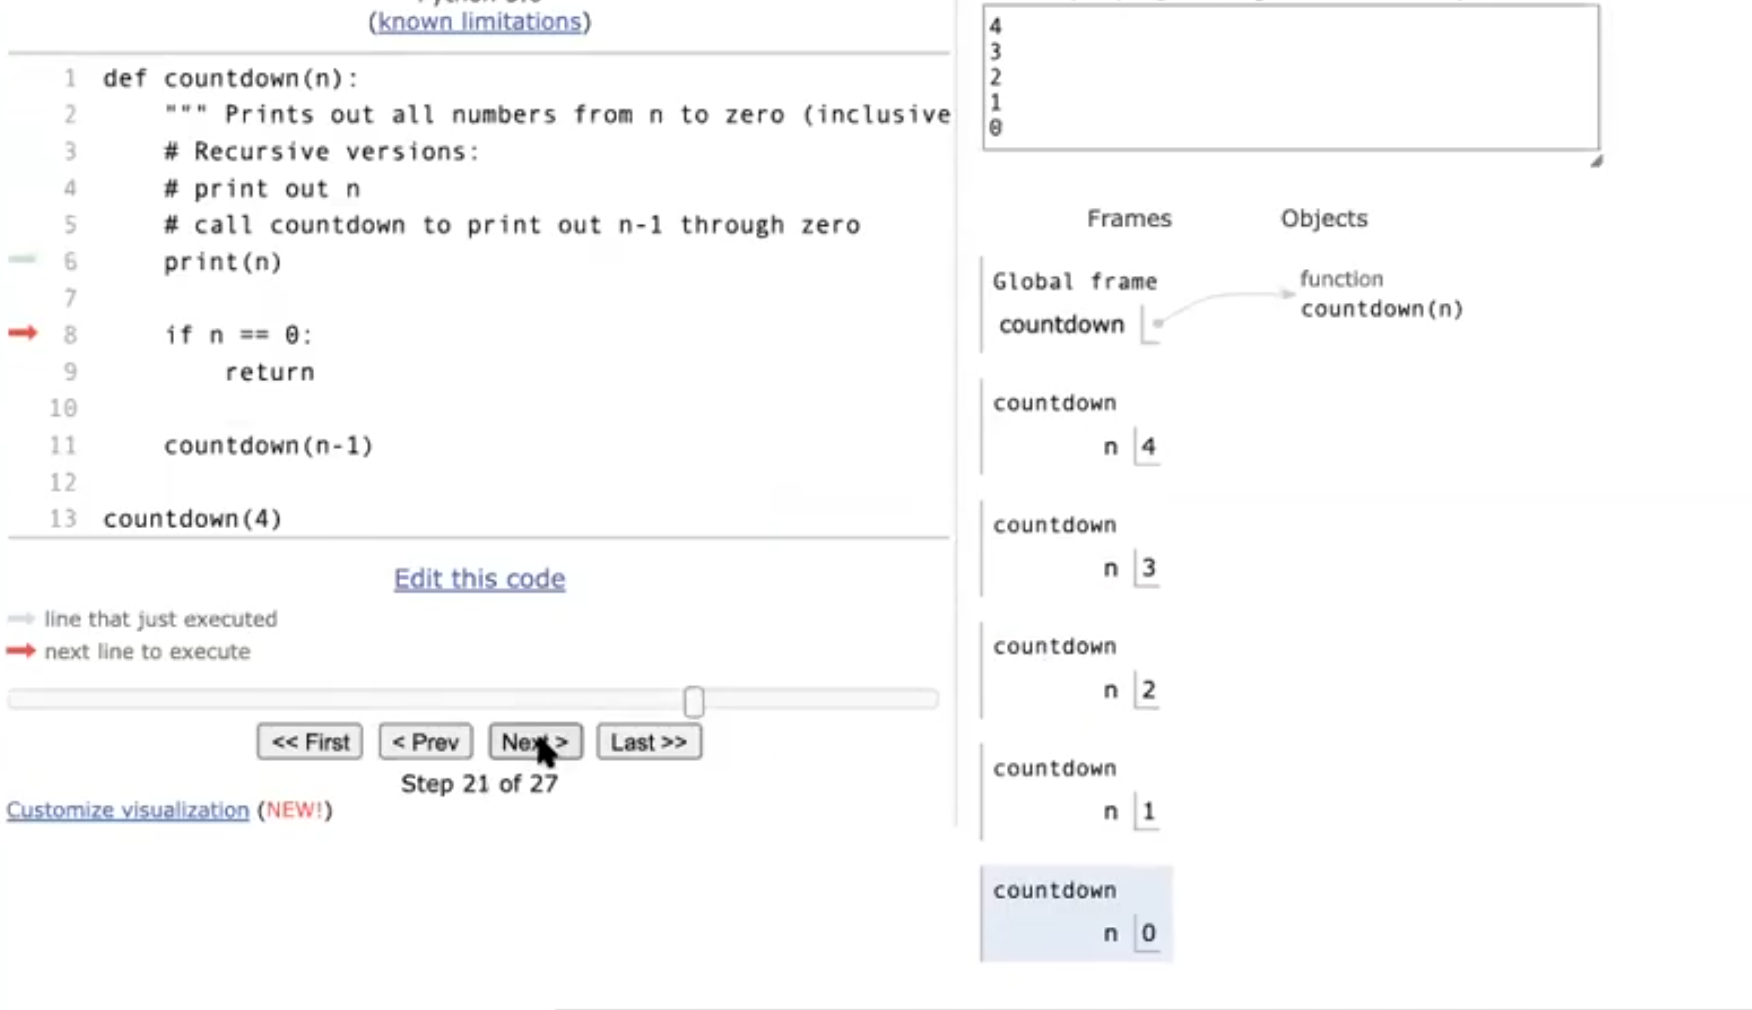 (known limitations)
1 def countdown(n):
2 """ Prints out all numbers from n to zero (inclusive
3 # Recursive versions:
4 # print out n
5 # call countdown to print out n-1 through zero
6 print(n)
7
8 if n == 0:
9 return
10
11 countdown(n-1)
12
13 countdown(4)
Edit this code
line that just executed
next line to execute
<< First < Prev Next > Last >>
Step 21 of 27
Customize visualization (NEW!)
4
3
2
1
0
Frames Objects
Global frame
countdown
function
countdown(n)
countdown
n 4
countdown
n 3
countdown
n 2
countdown
n 1
countdown
n 0